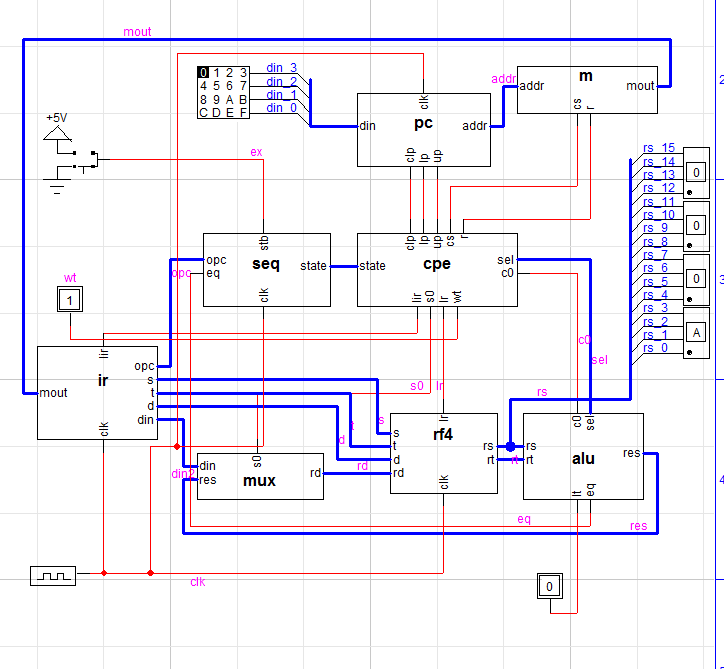 mout
0 1 2 3
4 5 6 7
8 9 A B
C D E F
din_3
din_2
din_1
din_0
clk
din
pc
addr
clp
lp
up
addr
addr
m
mout
cs
r
2
+5V
ex
rs_15
rs_14
rs_13
rs_12
rs_11
rs_10
rs_9
rs_8
rs_7
rs_6
rs_5
rs_4
rs_3
rs_2
rs_1
rs_0
0
0
0
A
3
stb
opc
opc
eq
seq
state
clk
clp
lp
up
cs
r
state
cpe
sel
c0
lir
s0
lr
wt
wt
1
c0
sel
lir
mout
ir
opc
s
t
d
din
clk
s0
lr
rs
s
t
d
din2
din
res
s0
mux
rd
rd
lr
s
t
d
rd
rf4
rs
rt
clk
rt
c0
sel
rs
rt
alu
res
lt
eq
4
eq
res
clk
0